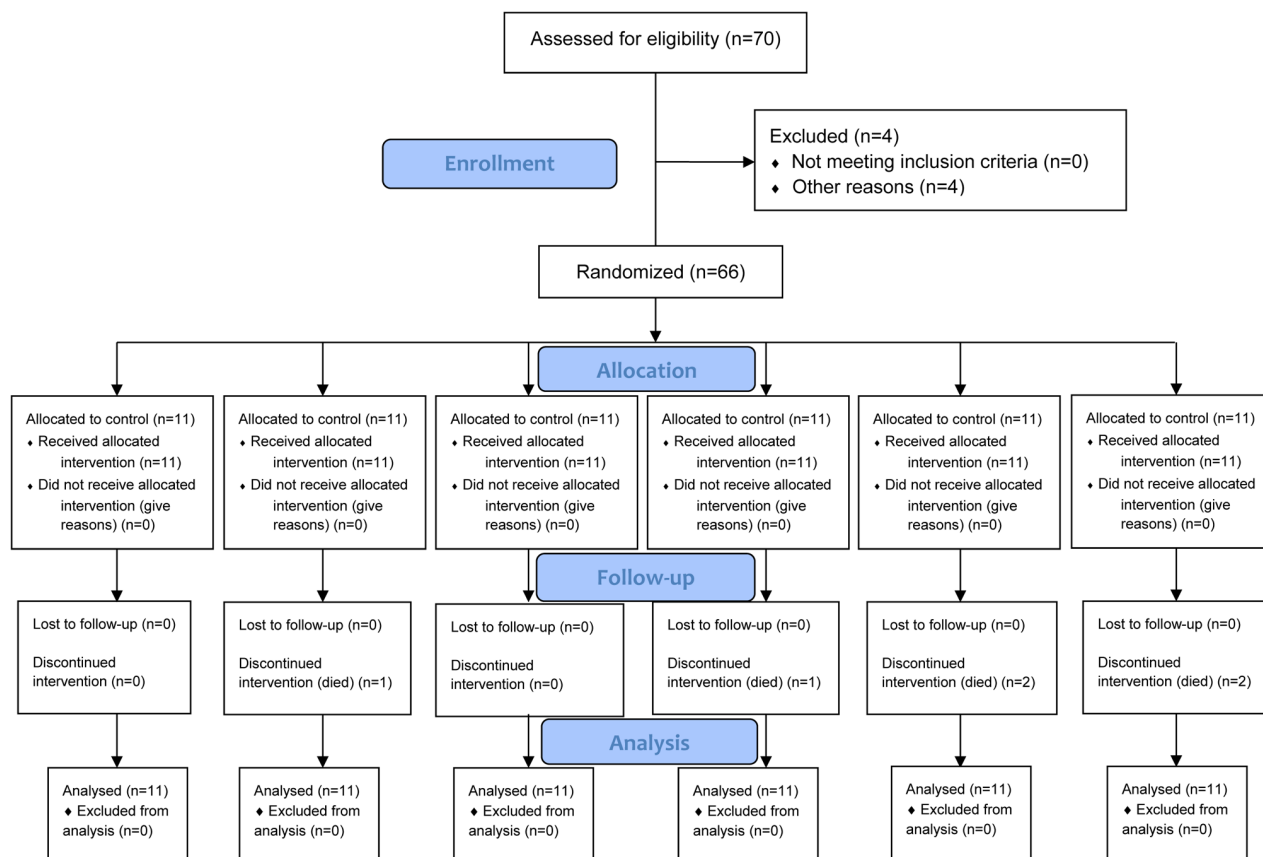 Assessed for eligibility (n=70)
Enrollment
Excluded (n=4)
♦ Not meeting inclusion criteria (n=0)
♦ Other reasons (n=4)
Randomized (n=66)
Allocation
Allocated to control (n=11)
♦ Received allocated
intervention (n=11)
♦ Did not receive allocated
intervention (give
reasons) (n=0)
Allocated to control (n=11)
♦ Received allocated
intervention (n=11)
♦ Did not receive allocated
intervention (give
reasons) (n=0)
Allocated to control (n=11)
♦ Received allocated
intervention (n=11)
♦ Did not receive allocated
intervention (give
reasons) (n=0)
Allocated to control (n=11)
♦ Received allocated
intervention (n=11)
♦ Did not receive allocated
intervention (give
reasons) (n=0)
Allocated to control (n=11)
♦ Received allocated
intervention (n=11)
♦ Did not receive allocated
intervention (give
reasons) (n=0)
Allocated to control (n=11)
♦ Received allocated
intervention (n=11)
♦ Did not receive allocated
intervention (give
reasons) (n=0)
Follow-up
Lost to follow-up (n=0)
Discontinued
intervention (n=0)
Lost to follow-up (n=0)
Discontinued
intervention (died) (n=1)
Lost to follow-up (n=0)
Discontinued
intervention (n=0)
Lost to follow-up (n=0)
Discontinued
intervention (died) (n=1)
Lost to follow-up (n=0)
Discontinued
intervention (died) (n=2)
Lost to follow-up (n=0)
Discontinued
intervention (died) (n=2)
Analysis
Analysed (n=11)
♦ Excluded from
analysis (n=0)
Analysed (n=11)
♦ Excluded from
analysis (n=0)
Analysed (n=11)
♦ Excluded from
analysis (n=0)
Analysed (n=11)
♦ Excluded from
analysis (n=0)
Analysed (n=11)
♦ Excluded from
analysis (n=0)
Analysed (n=11)
♦ Excluded from
analysis (n=0)